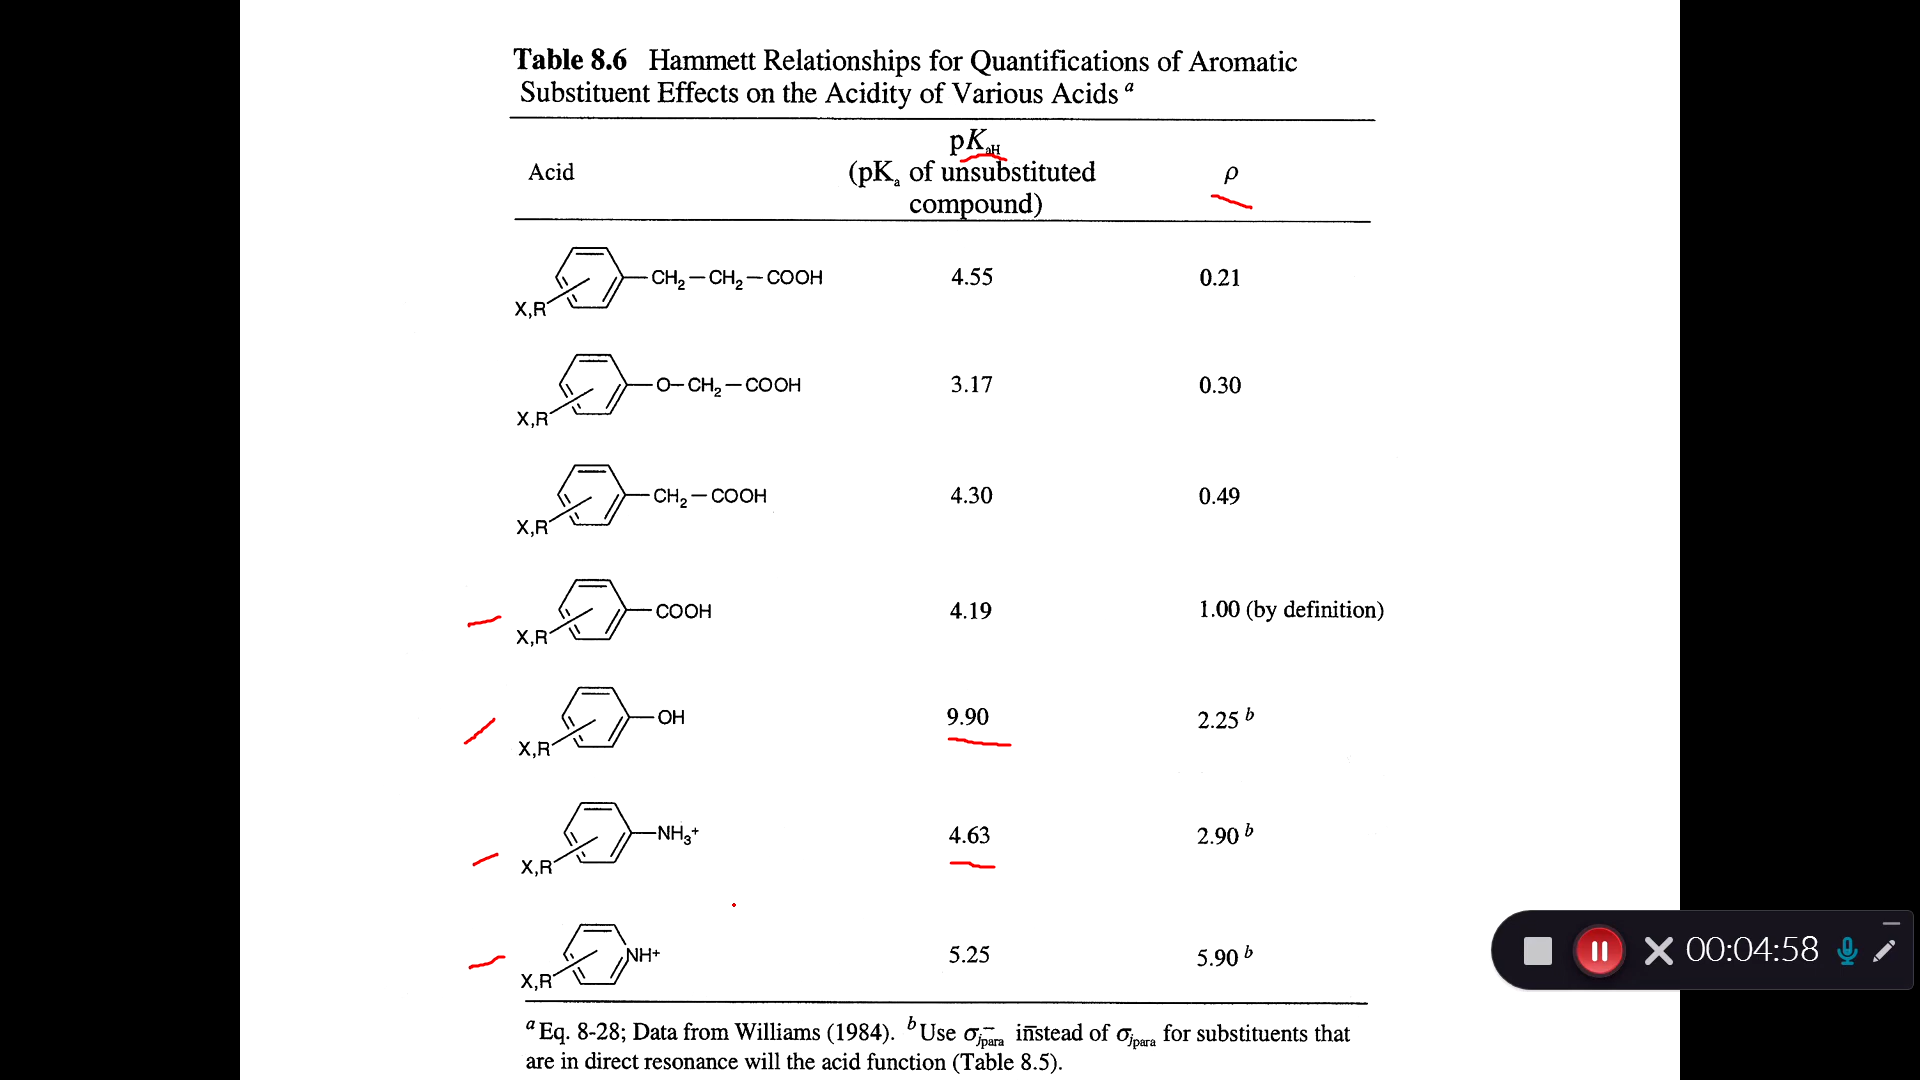 Table 8.6 Hammett Relationships for Quantifications of Aromatic
Substituent Effects on the Acidity of Various Acids a
pKaH
Acid (pKa of unsubstituted ρ
compound)
CH2–CH2–COOH 4.55 0.21
X,R
O–CH2–COOH 3.17 0.30
X,R
CH2–COOH 4.30 0.49
X,R
COOH 4.19 1.00 (by definition)
X,R
OH 9.90 2.25 b
X,R
NH3+ 4.63 2.90 b
X,R
NH+ 5.25 5.90 b
X,R
00:04:58
a Eq. 8-28; Data from Williams (1984). b Use σ−jpara instead of σjpara for substituents that
are in direct resonance will the acid function (Table 8.5).